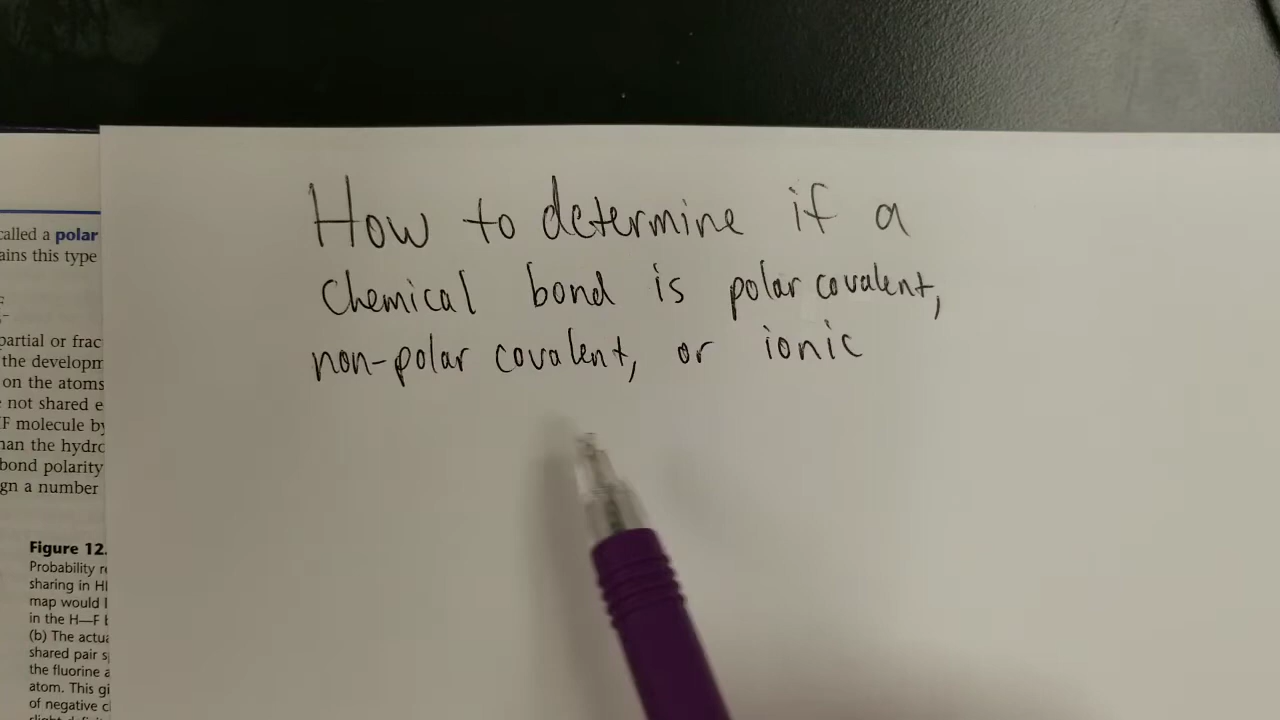 How to determine if a
chemical bond is polar covalent,
non-polar covalent, or ionic
called a polar
ains this type
partial or frac
the developm
on the atoms
not shared e
F molecule by
han the hydro
bond polarity
gn a number
Figure 12.
Probability re
sharing in H
map would l
in the H—F b
(b) The actua
shared pair s
the fluorine a
atom. This gi
of negative c